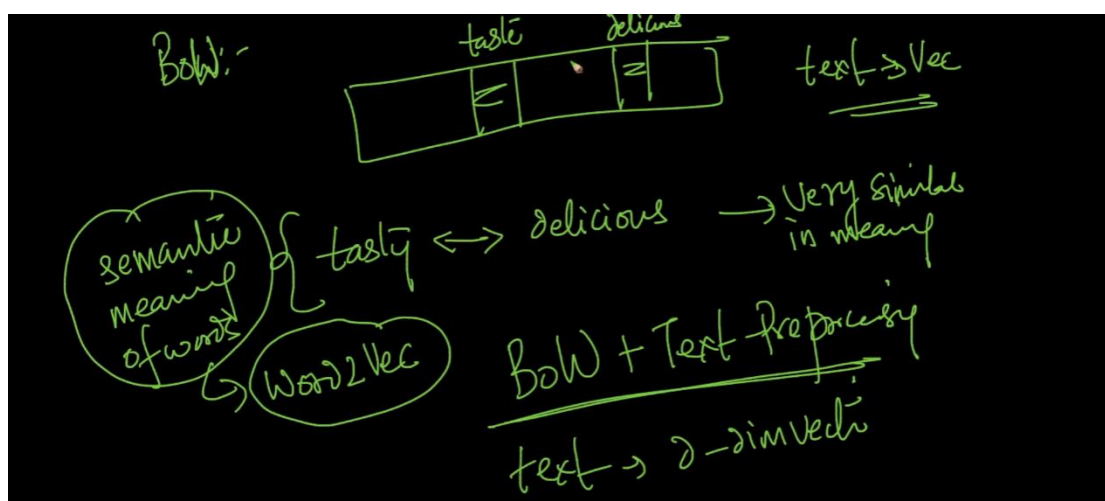 BoW:-
taste
delicious
text → Vec
semantic
meaning
of words
tasty ↔ delicious → Very similar
in meaning
Word2Vec
BoW + Text Preprocessing
text → d-dim vector